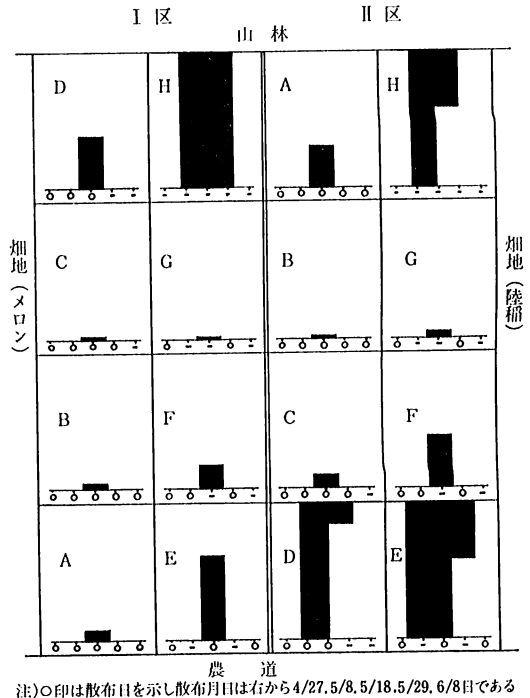 I 区 II区
山 林
D H A H
C G B G
B F C F
A E D E
畑地(メロン)
畑地(陸稲)
農 道
注)○印は散布日を示し散布月日は右から4/27.5/8,5/18.5/29, 6/8日である